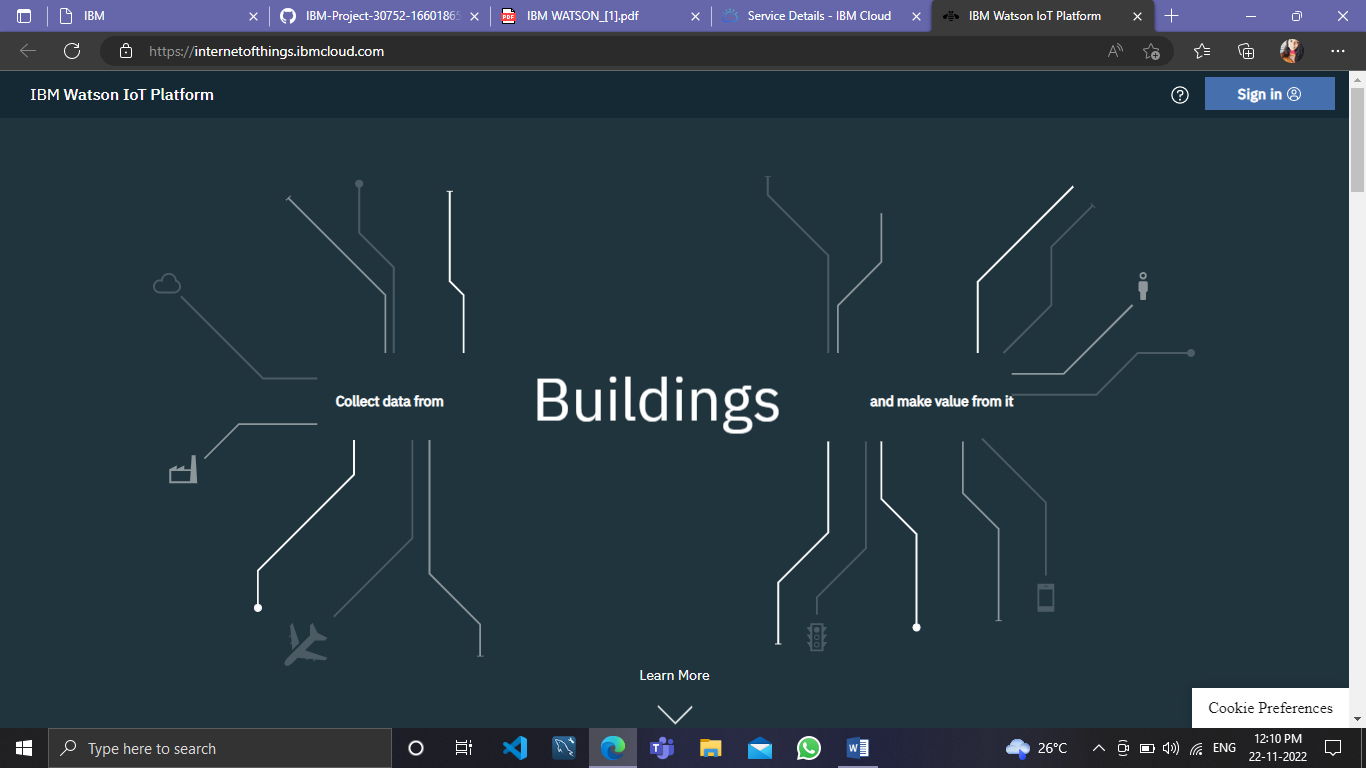 IBM
IBM-Project-30752-1660186
IBM WATSON_[1].pdf
Service Details - IBM Cloud
IBM Watson IoT Platform
https://internetofthings.ibmcloud.com
IBM Watson IoT Platform
Sign in
Collect data from
Buildings
and make value from it
Learn More
Cookie Preferences
Type here to search
26°C
ENG
12:10 PM
22-11-2022